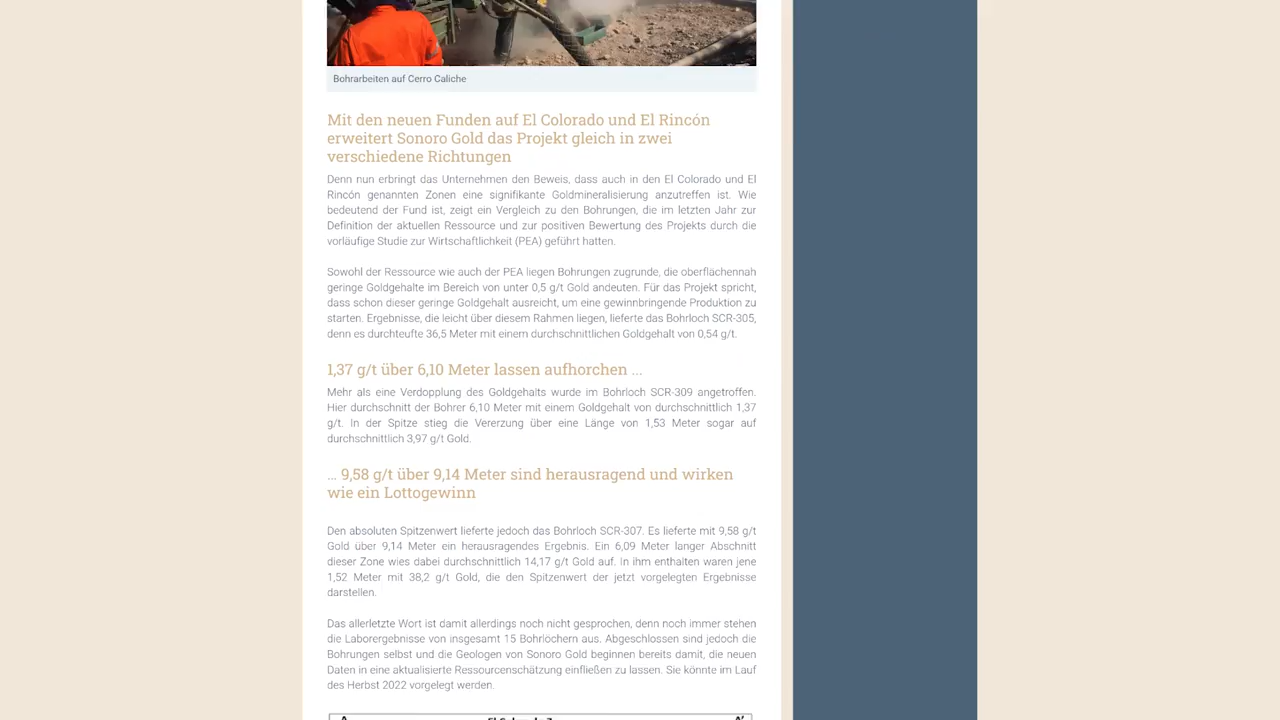 Bohrarbeiten auf Cerro Caliche
Mit den neuen Funden auf El Colorado und El Rincón
erweitert Sonoro Gold das Projekt gleich in zwei
verschiedene Richtungen
Denn nun erbringt das Unternehmen den Beweis, dass auch in den El Colorado und El
Rincón genannten Zonen eine signifikante Goldmineralisierung anzutreffen ist. Wie
bedeutend der Fund ist, zeigt ein Vergleich zu den Bohrungen, die im letzten Jahr zur
Definition der aktuellen Ressource und zur positiven Bewertung des Projekts durch die
vorläufige Studie zur Wirtschaftlichkeit (PEA) geführt hatten.
Sowohl der Ressource wie auch der PEA liegen Bohrungen zugrunde, die oberflächennah
geringe Goldgehalte im Bereich von unter 0,5 g/t Gold andeuten. Für das Projekt spricht,
dass schon dieser geringe Goldgehalt ausreicht, um eine gewinnbringende Produktion zu
starten. Ergebnisse, die leicht über diesem Rahmen liegen, lieferte das Bohrloch SCR-305,
denn es durchteufte 36,5 Meter mit einem durchschnittlichen Goldgehalt von 0,54 g/t.
1,37 g/t über 6,10 Meter lassen aufhorchen ...
Mehr als eine Verdopplung des Goldgehalts wurde im Bohrloch SCR-309 angetroffen.
Hier durchschnitt der Bohrer 6,10 Meter mit einem Goldgehalt von durchschnittlich 1,37
g/t. In der Spitze stieg die Vererzung über eine Länge von 1,53 Meter sogar auf
durchschnittlich 3,97 g/t Gold.
... 9,58 g/t über 9,14 Meter sind herausragend und wirken
wie ein Lottogewinn
Den absoluten Spitzenwert lieferte jedoch das Bohrloch SCR-307. Es lieferte mit 9,58 g/t
Gold über 9,14 Meter ein herausragendes Ergebnis. Ein 6,09 Meter langer Abschnitt
dieser Zone wies dabei durchschnittlich 14,17 g/t Gold auf. In ihm enthalten waren jene
1,52 Meter mit 38,2 g/t Gold, die den Spitzenwert der jetzt vorgelegten Ergebnisse
darstellen.
Das allerletzte Wort ist damit allerdings noch nicht gesprochen, denn noch immer stehen
die Laborergebnisse von insgesamt 15 Bohrlöchern aus. Abgeschlossen sind jedoch die
Bohrungen selbst und die Geologen von Sonoro Gold beginnen bereits damit, die neuen
Daten in eine aktualisierte Ressourcenschätzung einfließen zu lassen. Sie könnte im Lauf
des Herbst 2022 vorgelegt werden.